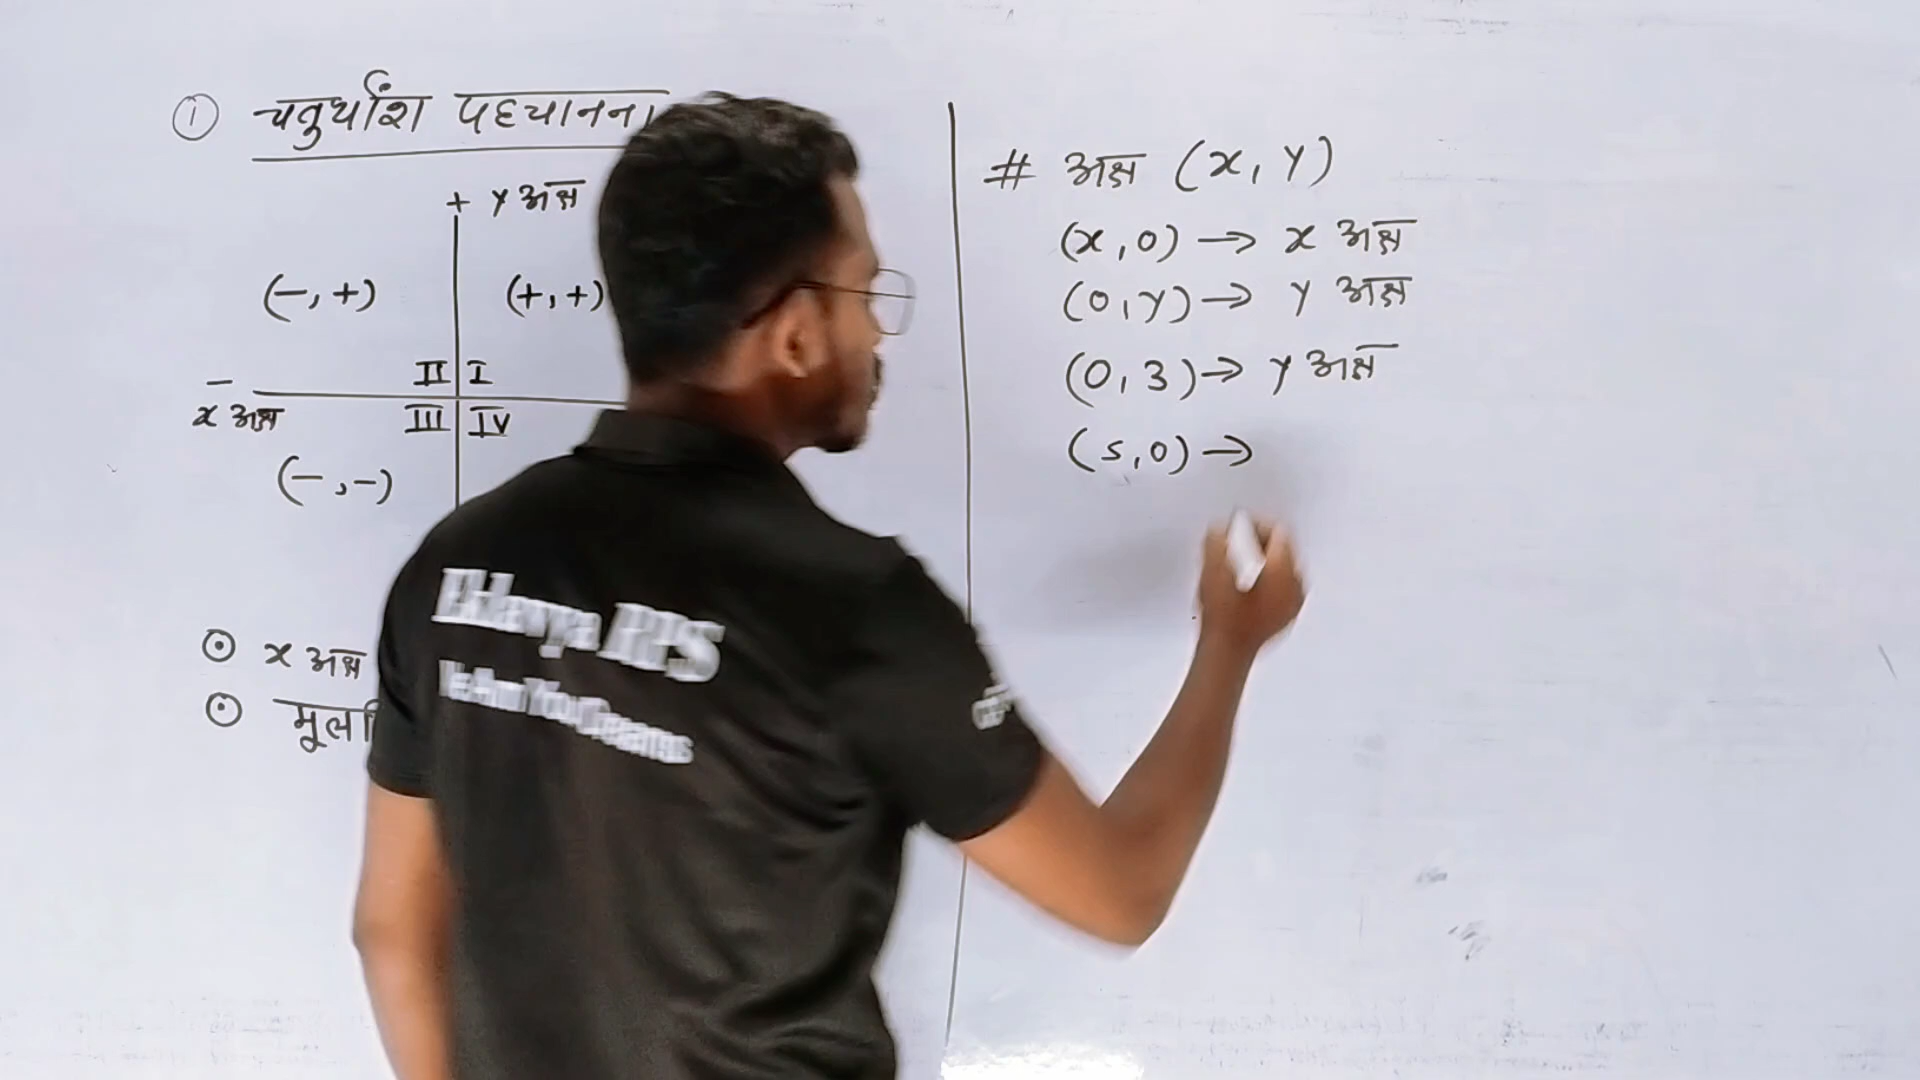 ① चतुर्थांश पहचानना
+ y अक्ष
(-, +) (+, +)
II I
-
x अक्ष III IV
(-, -)
⊙ x अक्ष
⊙
# अक्ष (x, y)
(x, 0) → x अक्ष
(0, y) → y अक्ष
(0, 3) → y अक्ष
(5, 0) →
Eklavya